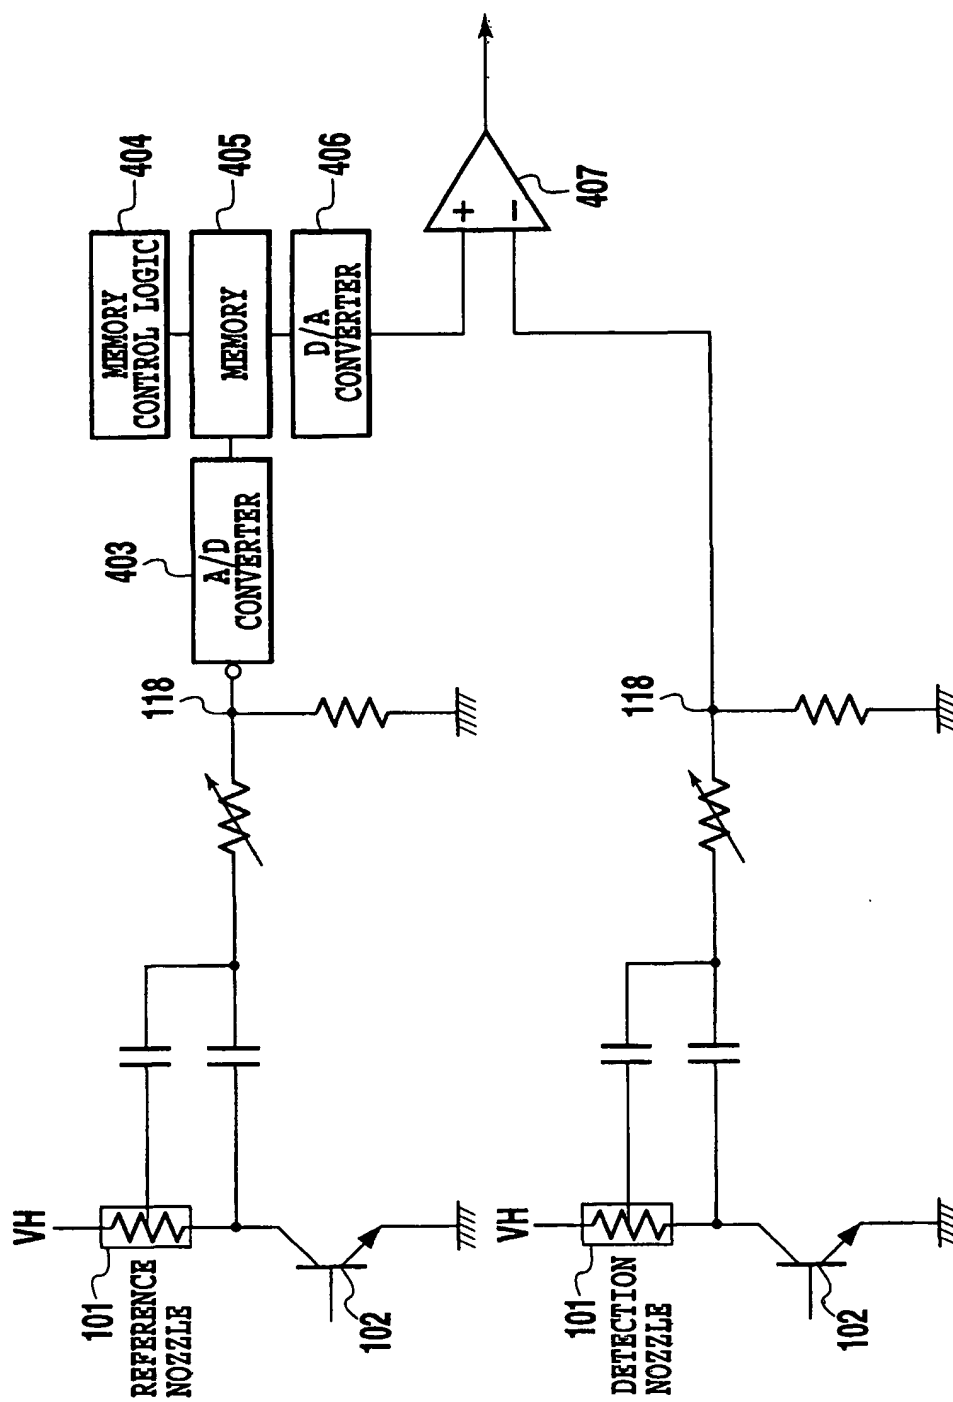 404
MEMORY
CONTROL LOGIC
405
MEMORY
406
D/A
CONVERTER
403
A/D
CONVERTER
+
−
407
118
VH
101
REFERENCE
NOZZLE
102
118
VH
101
DETECTION
NOZZLE
102